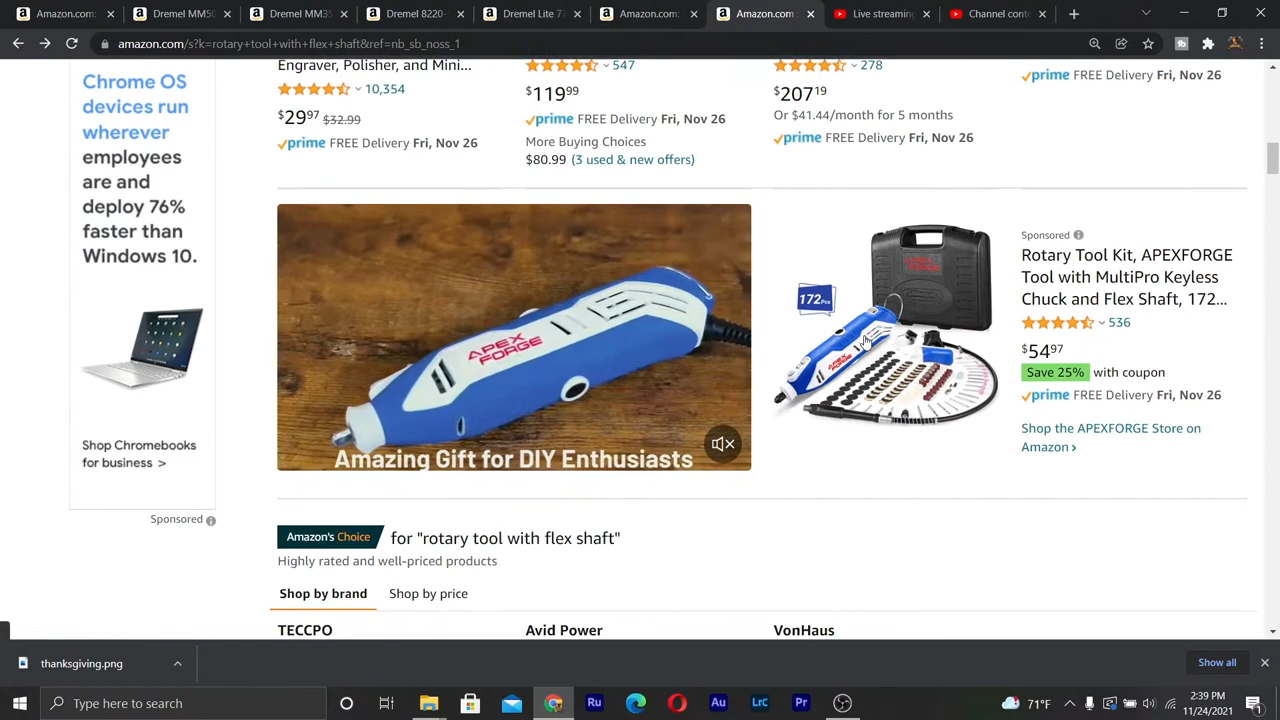 Amazon.com:
Dremel MM50
Dremel MM35
Dremel 8220-
Dremel Lite 77
Amazon.com:
Amazon.com
Live streaming
Channel conte
amazon.com/s?k=rotary+tool+with+flex+shaft&ref=nb_sb_noss_1
Chrome OS
devices run
wherever
employees
are and
deploy 76%
faster than
Windows 10.
Shop Chromebooks
for business >
Sponsored
Engraver, Polisher, and Mini...
10,354
$29.97 $32.99
prime FREE Delivery Fri, Nov 26
547
$119.99
prime FREE Delivery Fri, Nov 26
More Buying Choices
$80.99 (3 used & new offers)
278
$207.19
Or $41.44/month for 5 months
prime FREE Delivery Fri, Nov 26
prime FREE Delivery Fri, Nov 26
APEX
FORGE
Amazing Gift for DIY Enthusiasts
APEX
FORGE
172Pcs
APEX
FORGE
Sponsored
Rotary Tool Kit, APEXFORGE
Tool with MultiPro Keyless
Chuck and Flex Shaft, 172...
536
$54.97
Save 25% with coupon
prime FREE Delivery Fri, Nov 26
Shop the APEXFORGE Store on
Amazon ›
Amazon's Choice for "rotary tool with flex shaft"
Highly rated and well-priced products
Shop by brand Shop by price
TECCPO Avid Power VonHaus
thanksgiving.png
Show all
Type here to search
Ru
Au
LrC
Pr
71°F
2:39 PM
11/24/2021